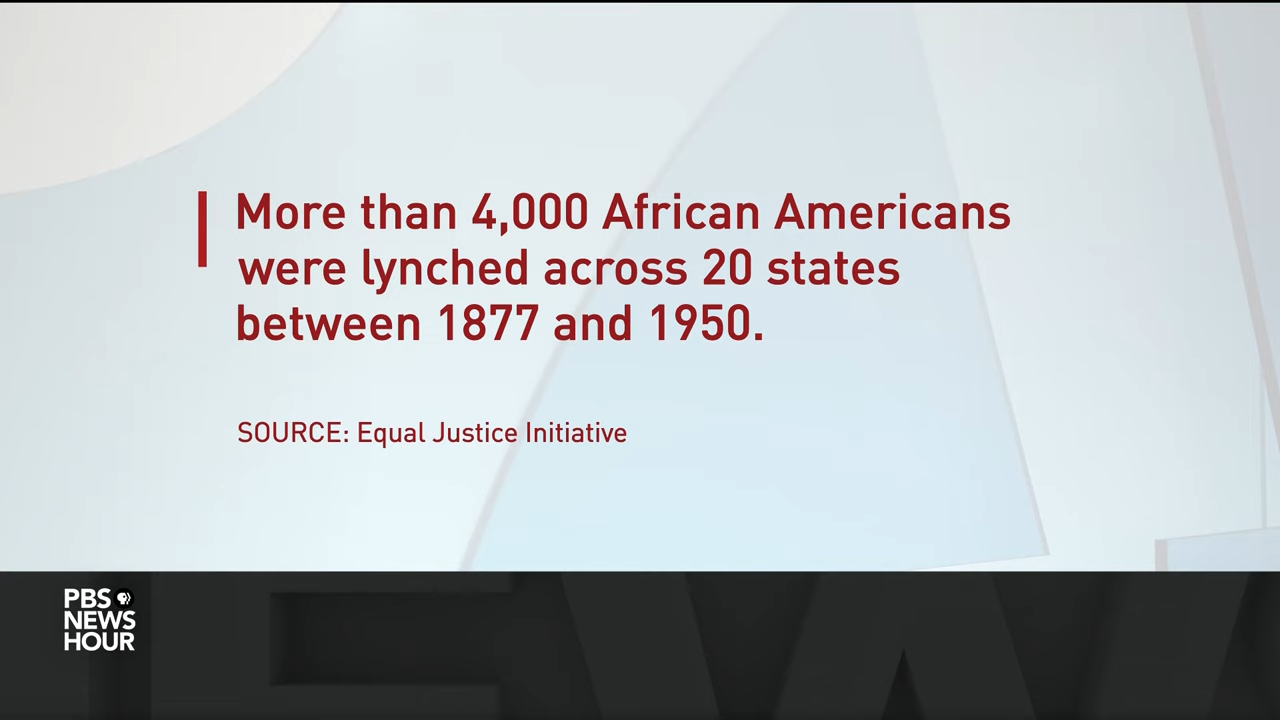 More than 4,000 African Americans
were lynched across 20 states
between 1877 and 1950.
SOURCE: Equal Justice Initiative
PBS
NEWS
HOUR